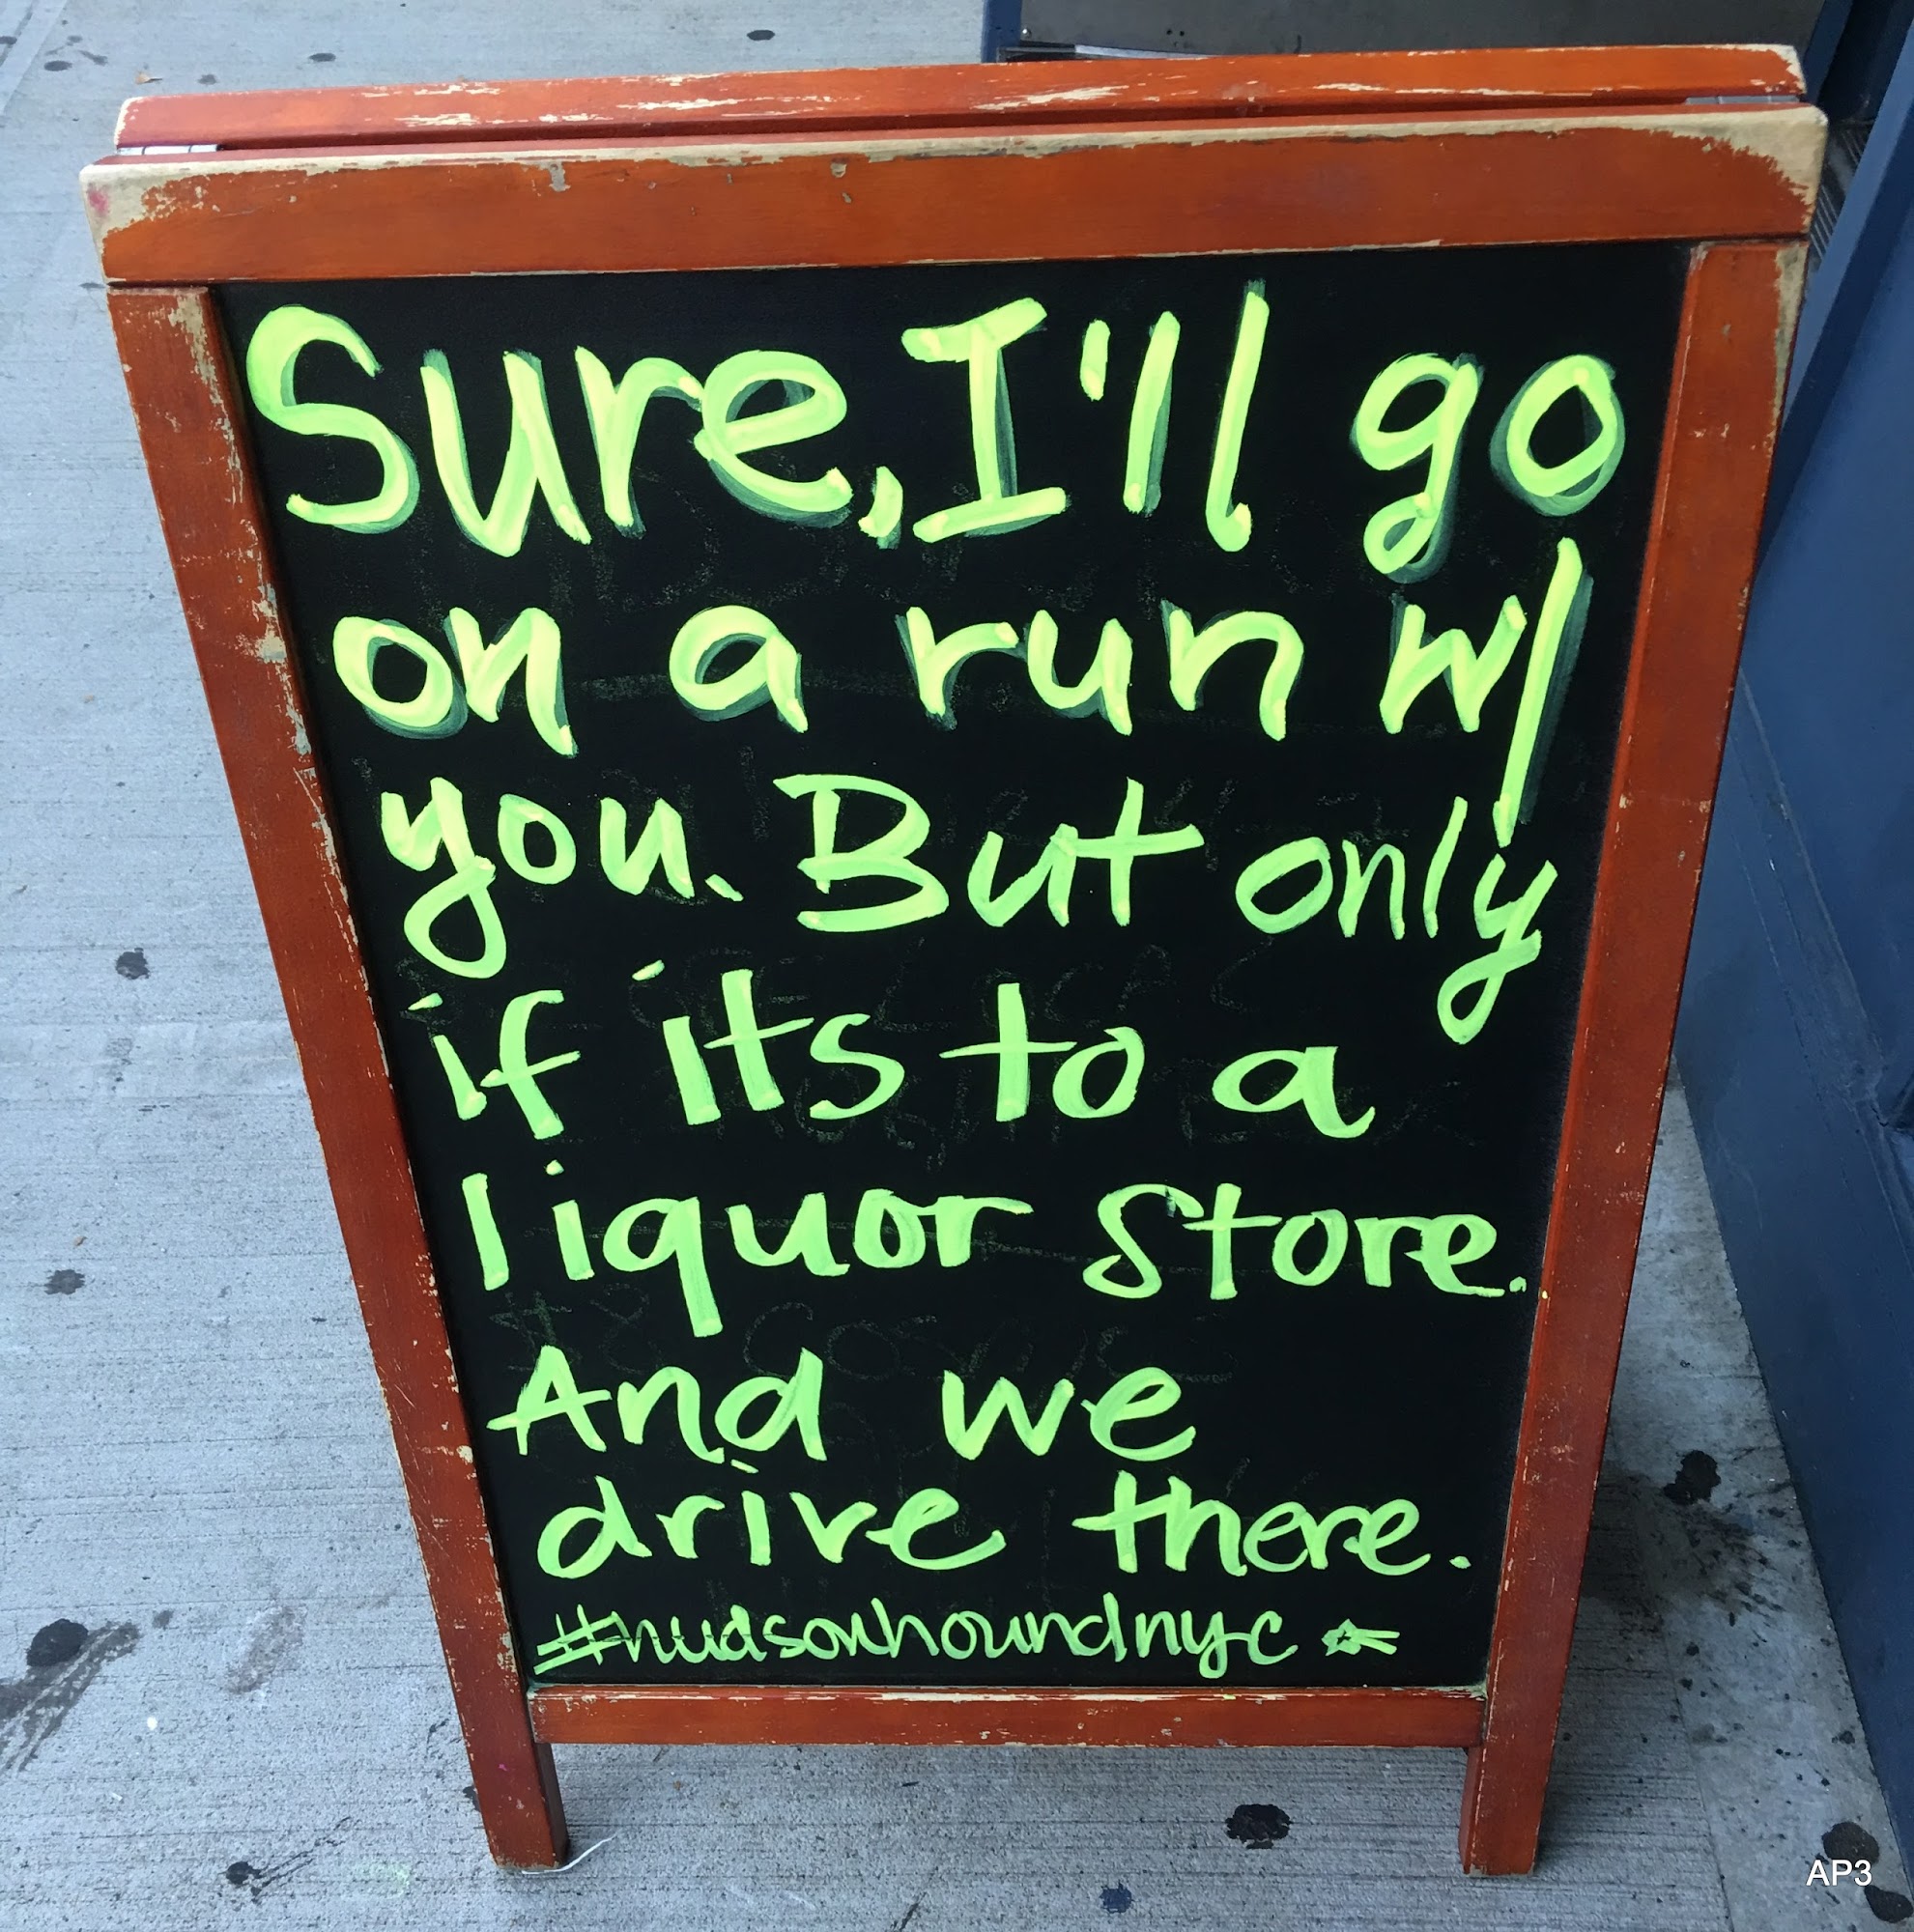 Sure, I'll go
on a run w/
you. But only
if its to a
liquor store.
And we
drive there.
#hudsonhoundnyc
AP3